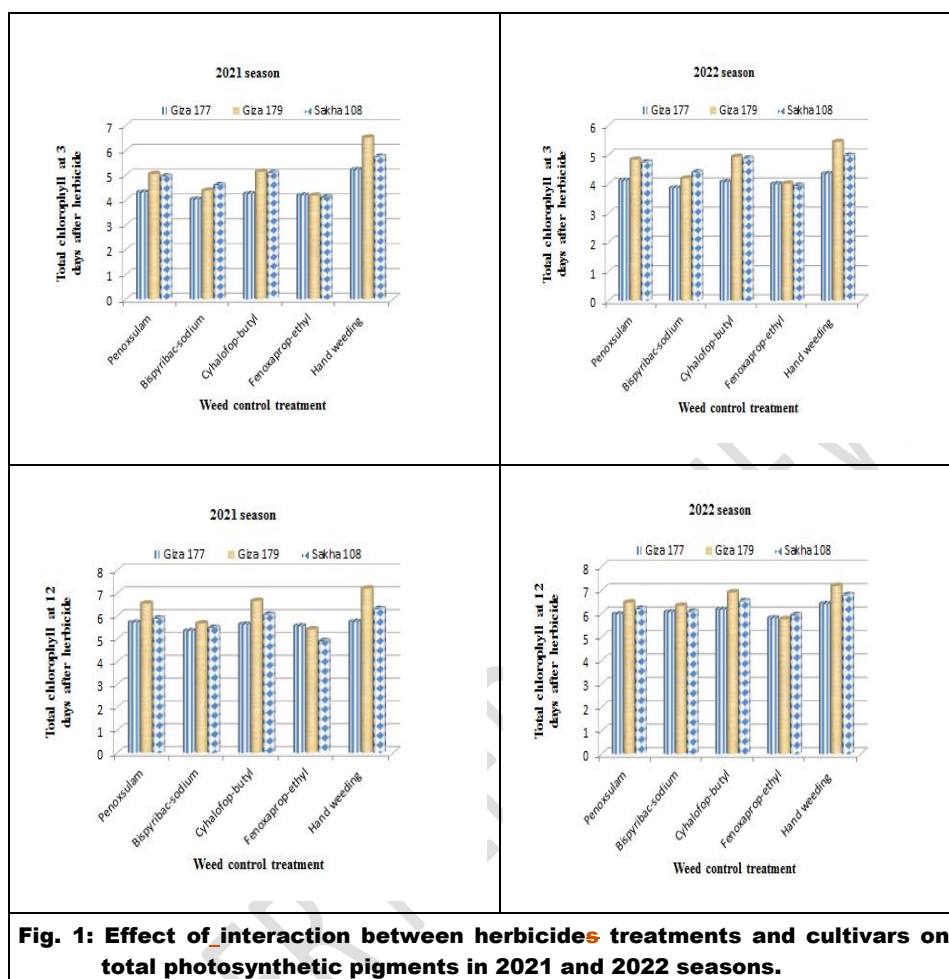 2021 season
Giza 177 Giza 179 Sakha 108
Total chlorophyll at 3
days after herbicide
7
6
5
4
3
2
1
0
Penoxsulam
Bispyribac-sodium
Cyhalofop-butyl
Fenoxaprop-ethyl
Hand weeding
Weed control treatment
2022 season
Giza 177 Giza 179 Sakha 108
Total chlorophyll at 3
days after herbicide
6
5
4
3
2
1
0
Penoxsulam
Bispyribac-sodium
Cyhalofop-butyl
Fenoxaprop-ethyl
Hand weeding
Weed control treatment
2021 season
Giza 177 Giza 179 Sakha 108
Total chlorophyll at 12
days after herbicide
8
7
6
5
4
3
2
1
0
Penoxsulam
Bispyribac-sodium
Cyhalofop-butyl
Fenoxaprop-ethyl
Hand weeding
Weed control treatment
2022 season
Giza 177 Giza 179 Sakha 108
Total chlorophyll at 12
days after herbicide
8
7
6
5
4
3
2
1
0
Penoxsulam
Bispyribac-sodium
Cyhalofop-butyl
Fenoxaprop-ethyl
Hand weeding
Weed control treatment
Fig. 1: Effect of interaction between herbicides treatments and cultivars on
total photosynthetic pigments in 2021 and 2022 seasons.